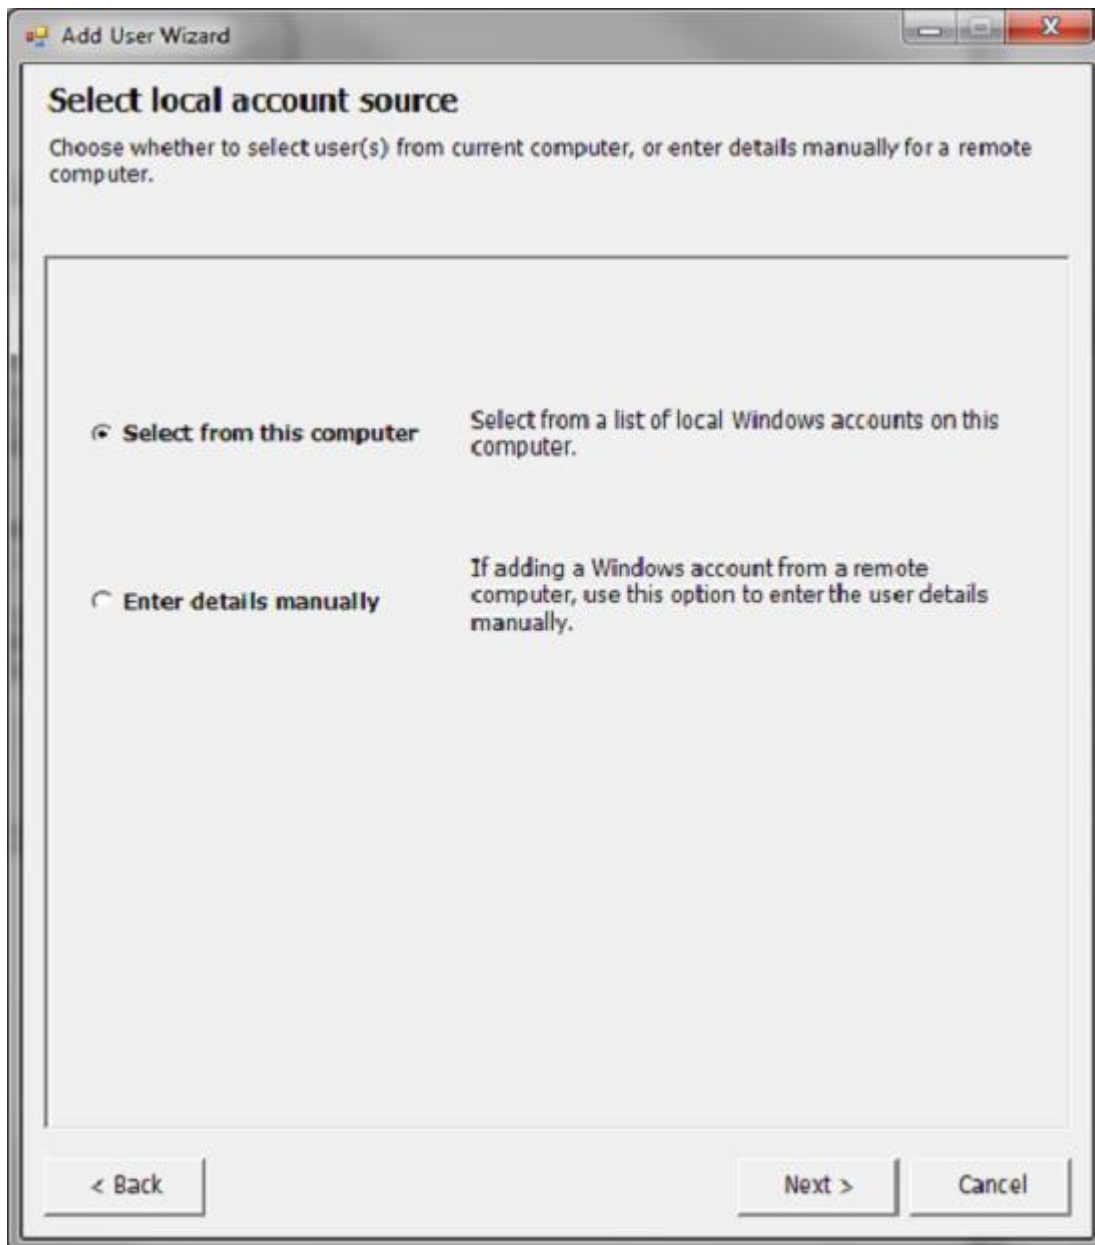 Add User Wizard
Select local account source
Choose whether to select user(s) from current computer, or enter details manually for a remote
computer.
Select from this computer
Select from a list of local Windows accounts on this
computer.
Enter details manually
If adding a Windows account from a remote
computer, use this option to enter the user details
manually.
< Back
Next >
Cancel